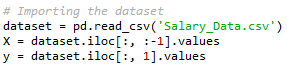 # Importing the dataset
dataset = pd.read_csv('Salary_Data.csv')
X = dataset.iloc[:, :-1].values
y = dataset.iloc[:, 1].values